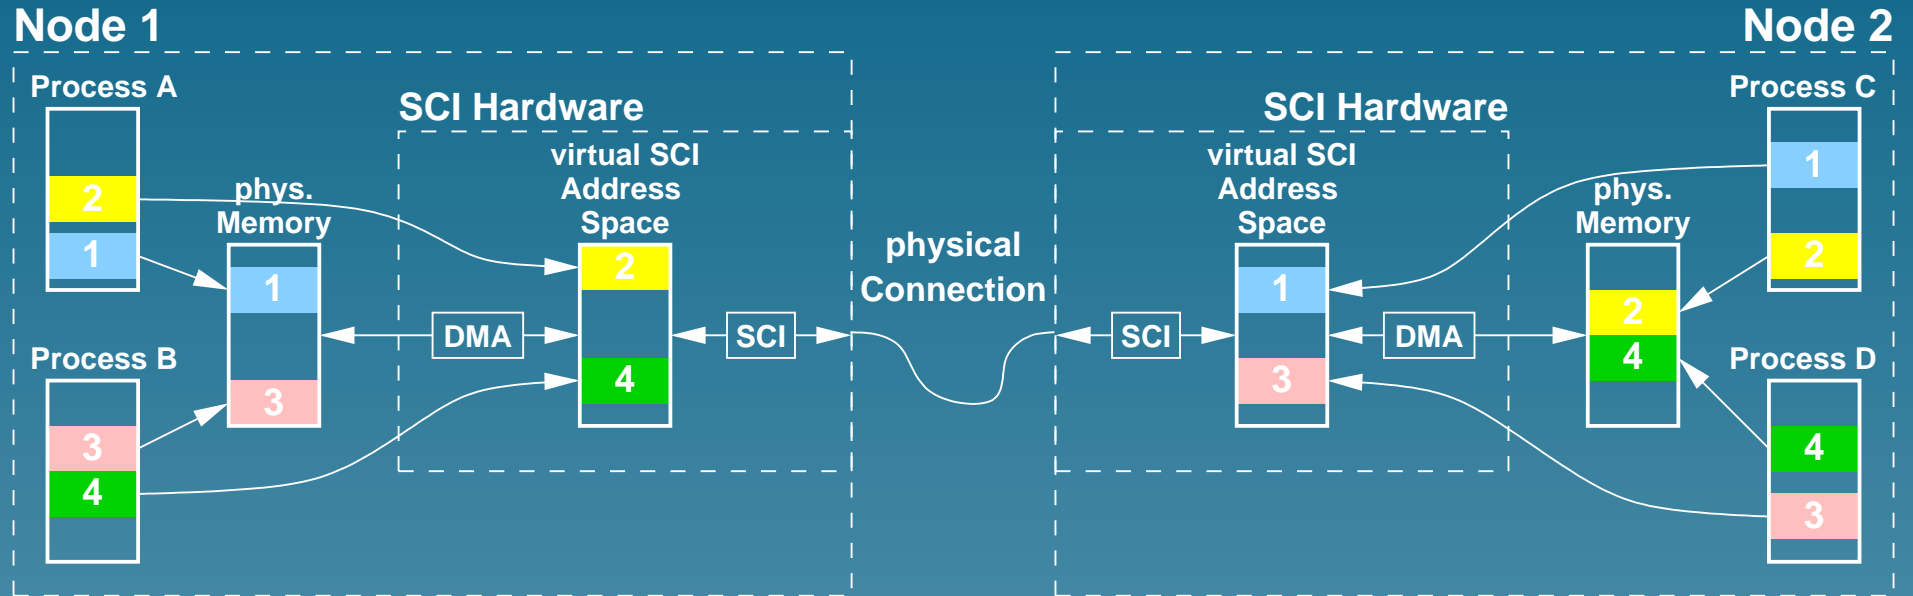 Node 1
Process A
2
1
phys.
Memory
1
3
Process B
3
4
SCI Hardware
virtual SCI
Address
Space
2
4
DMA
SCI
physical
Connection
Node 2
SCI Hardware
virtual SCI
Address
Space
1
3
SCI
DMA
phys.
Memory
2
4
Process C
1
2
Process D
4
3